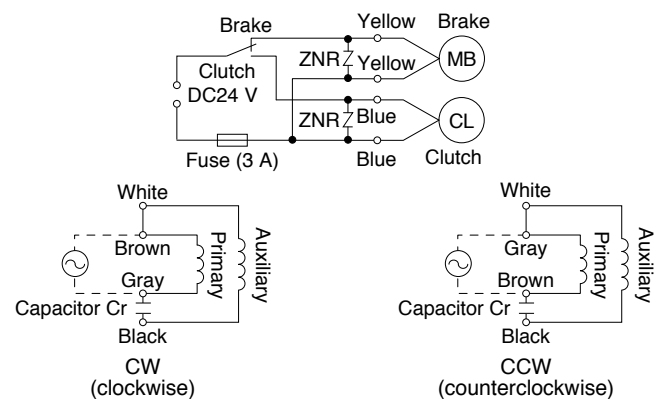 Brake
Yellow
Brake
ZNR
Yellow
MB
Clutch
DC24 V
ZNR
Blue
CL
Fuse (3 A)
Blue
Clutch
White
Brown
Primary
Auxiliary
Gray
Capacitor Cr
Black
CW
(clockwise)
White
Gray
Primary
Auxiliary
Brown
Capacitor Cr
Black
CCW
(counterclockwise)